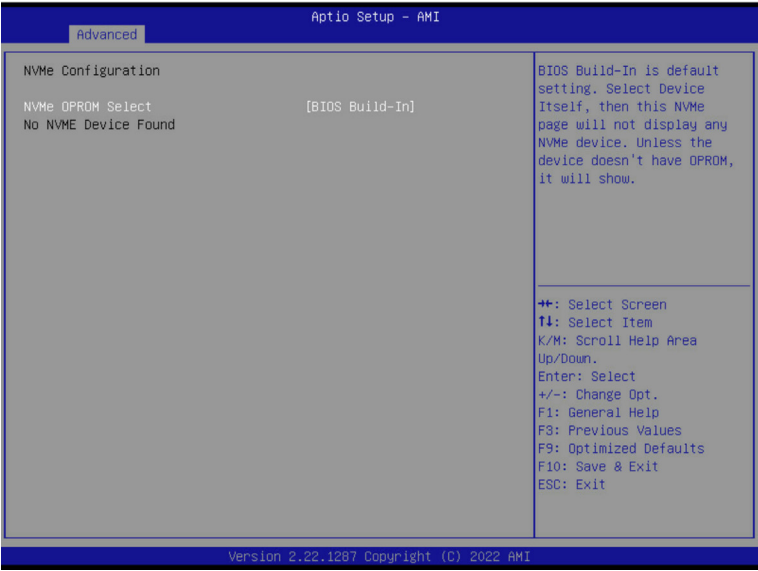 Aptio Setup – AMI
Advanced
NVMe Configuration
NVMe OPROM Select [BIOS Build-In]
No NVME Device Found
BIOS Build-In is default
setting. Select Device
Itself, then this NVMe
page will not display any
NVMe device. Unless the
device doesn't have OPROM,
it will show.
→←: Select Screen
↑↓: Select Item
K/M: Scroll Help Area
Up/Down.
Enter: Select
+/-: Change Opt.
F1: General Help
F3: Previous Values
F9: Optimized Defaults
F10: Save & Exit
ESC: Exit
Version 2.22.1287 Copyright (C) 2022 AMI